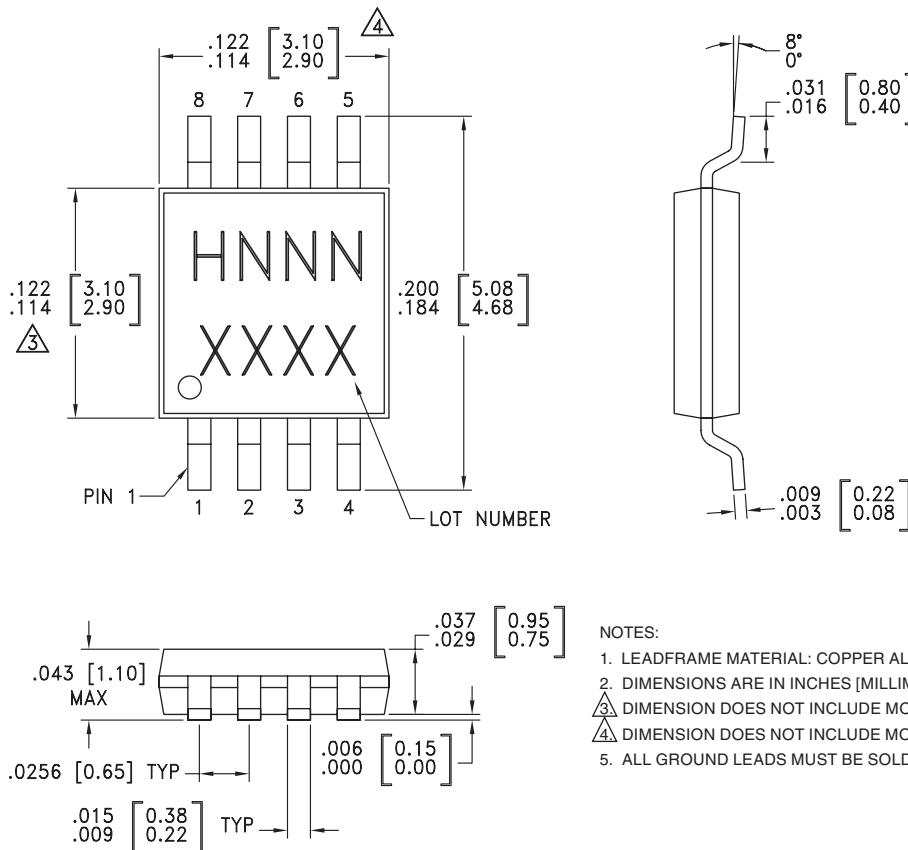 4
.122 [3.10]
.114 [2.90]
8 7 6 5
HNNN
XXXX
.122 [3.10]
.114 [2.90]
3
.200 [5.08]
.184 [4.68]
PIN 1
1 2 3 4
LOT NUMBER
8°
0°
.031 [0.80]
.016 [0.40]
.009 [0.22]
.003 [0.08]
.037 [0.95]
.029 [0.75]
.043 [1.10]
MAX
.006 [0.15]
.000 [0.00]
.0256 [0.65] TYP
.015 [0.38]
.009 [0.22]
TYP
NOTES:
1. LEADFRAME MATERIAL: COPPER AL
2. DIMENSIONS ARE IN INCHES [MILLIM
3. DIMENSION DOES NOT INCLUDE MO
4. DIMENSION DOES NOT INCLUDE MO
5. ALL GROUND LEADS MUST BE SOLD